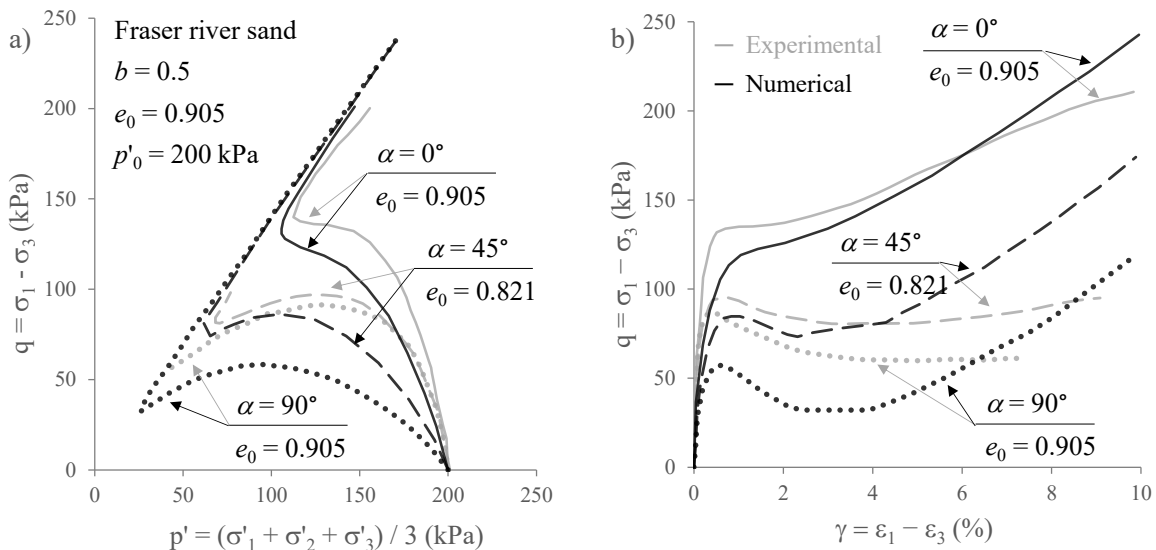 a)
Fraser river sand
b = 0.5
e0 = 0.905
p'0 = 200 kPa
250
200
150
100
50
0
0
50
100
150
200
250
q = σ1 - σ3 (kPa)
p' = (σ'1 + σ'2 + σ'3) / 3 (kPa)
α = 0°
e0 = 0.905
α = 45°
e0 = 0.821
α = 90°
e0 = 0.905
b)
Experimental
Numerical
250
200
150
100
50
0
0
2
4
6
8
10
q = σ1 − σ3 (kPa)
γ = ε1 − ε3 (%)
α = 0°
e0 = 0.905
α = 45°
e0 = 0.821
α = 90°
e0 = 0.905